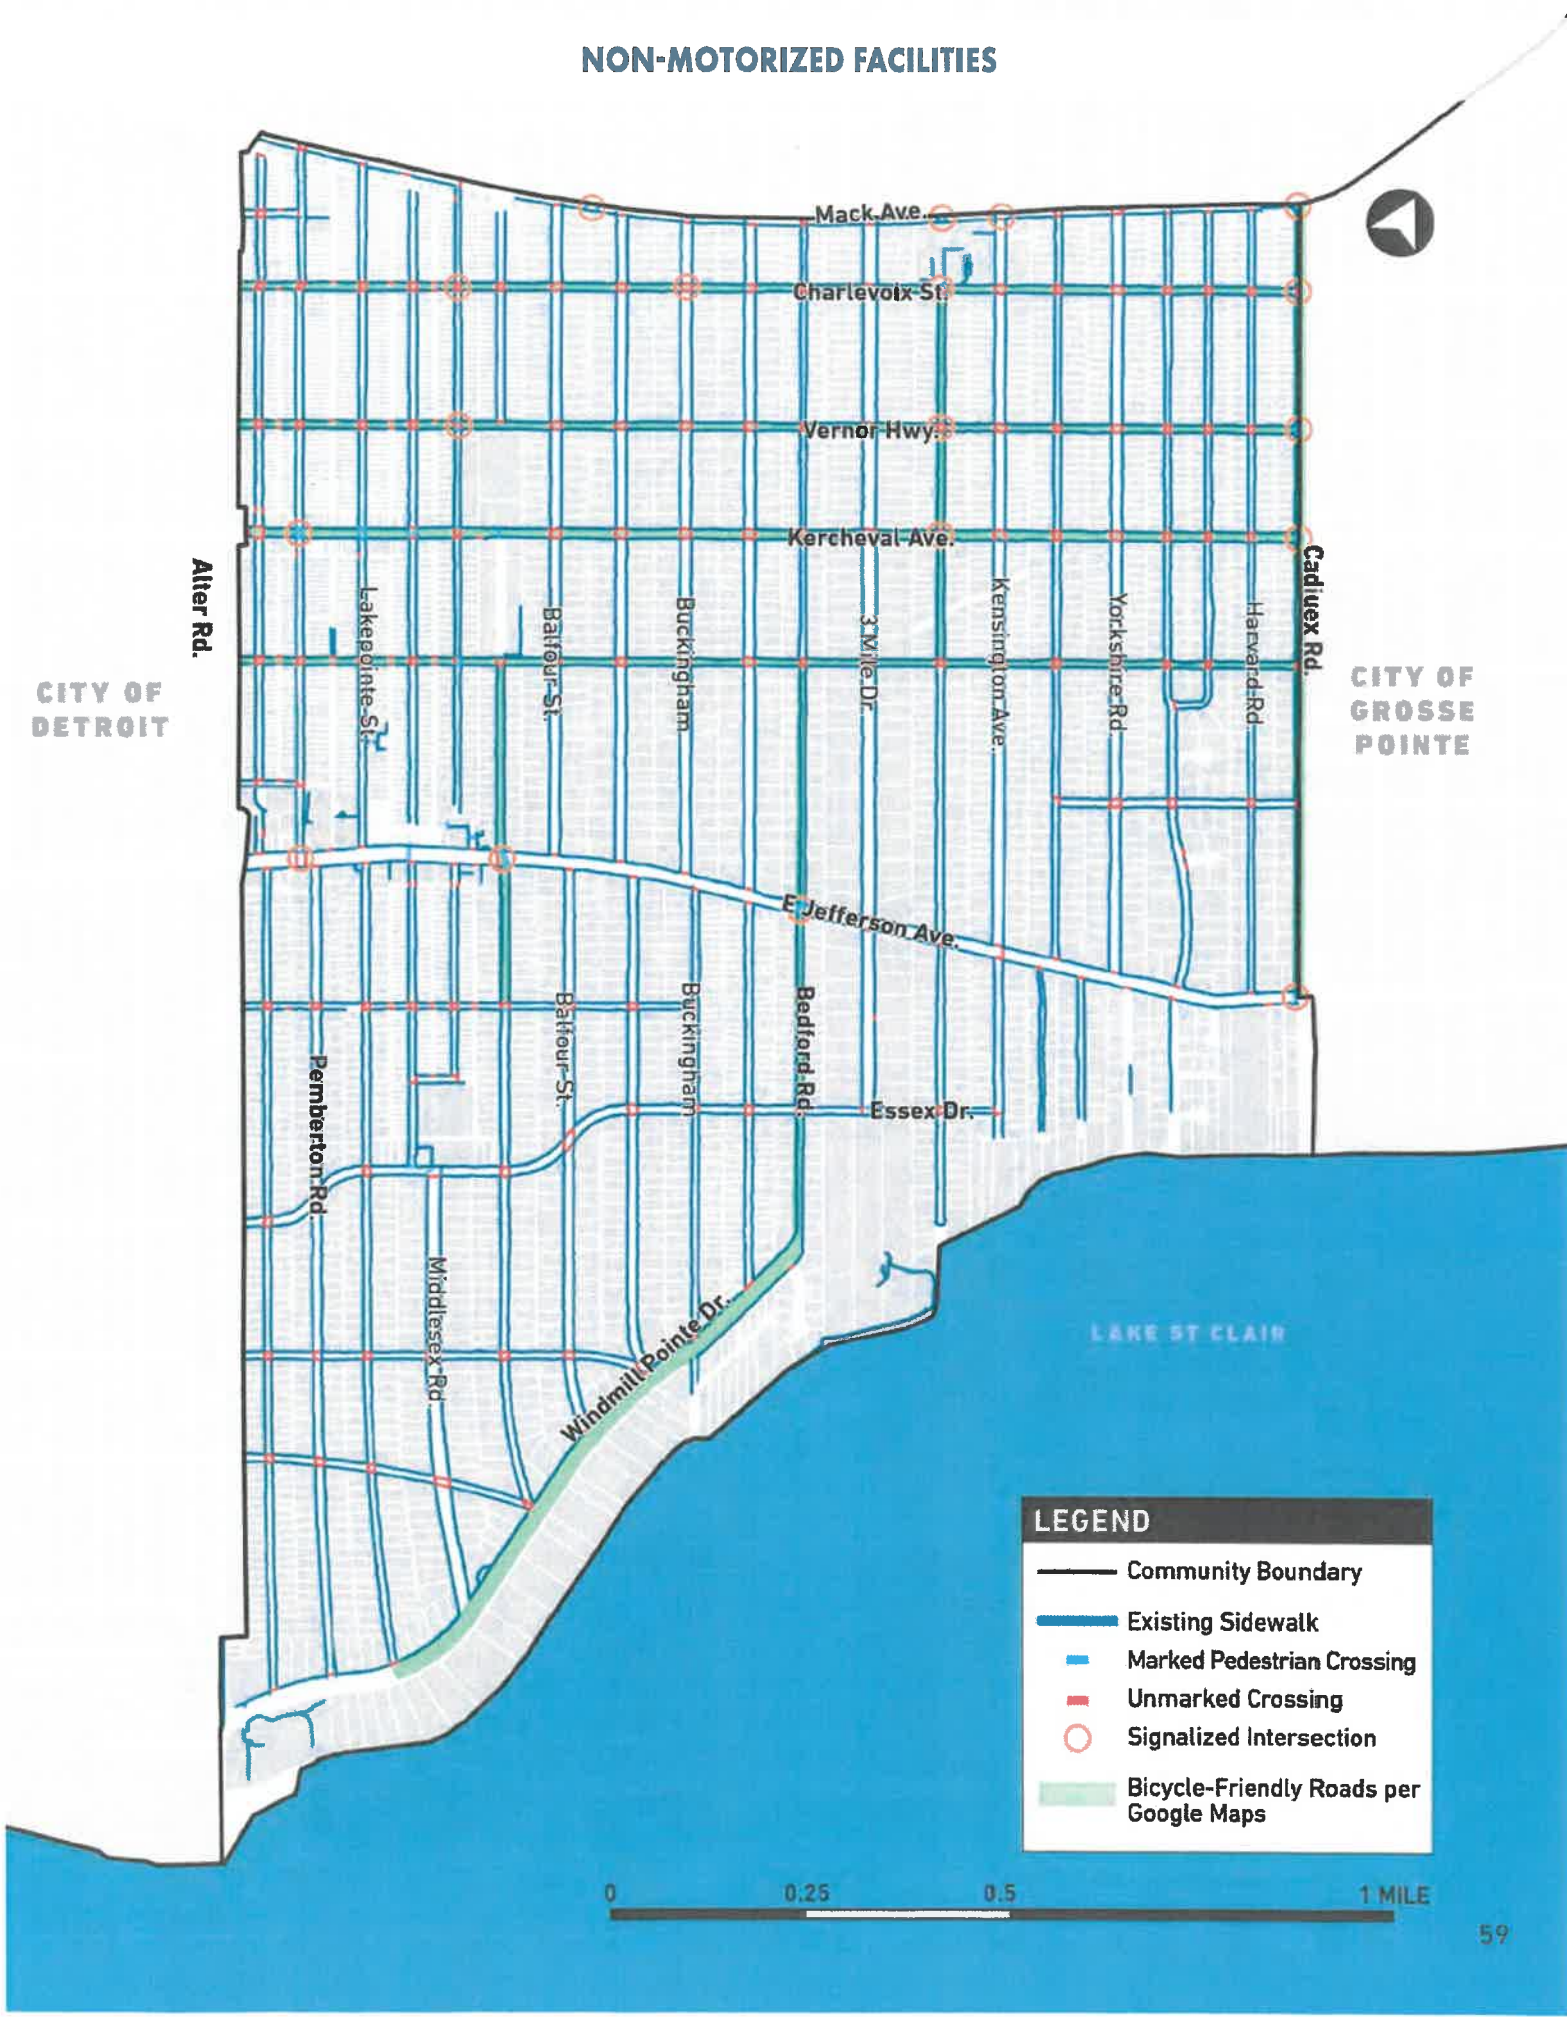 NON-MOTORIZED FACILITIES
Mack Ave.
Charlevoix St.
Vernor Hwy.
Kercheval Ave.
Alter Rd.
Lakepointe St.
Balfour St.
Buckingham
3 Mile Dr.
Kensington Ave.
Yorkshire Rd.
Harvard Rd.
Cadiuex Rd.
CITY OF
DETROIT
CITY OF
GROSSE
POINTE
E Jefferson Ave.
Pemberton Rd.
Balfour St.
Buckingham
Bedford Rd.
Essex Dr.
Middlesex Rd.
Windmill Pointe Dr.
LAKE ST CLAIR
LEGEND
Community Boundary
Existing Sidewalk
Marked Pedestrian Crossing
Unmarked Crossing
Signalized Intersection
Bicycle-Friendly Roads per
Google Maps
0 0.25 0.5 1 MILE
59